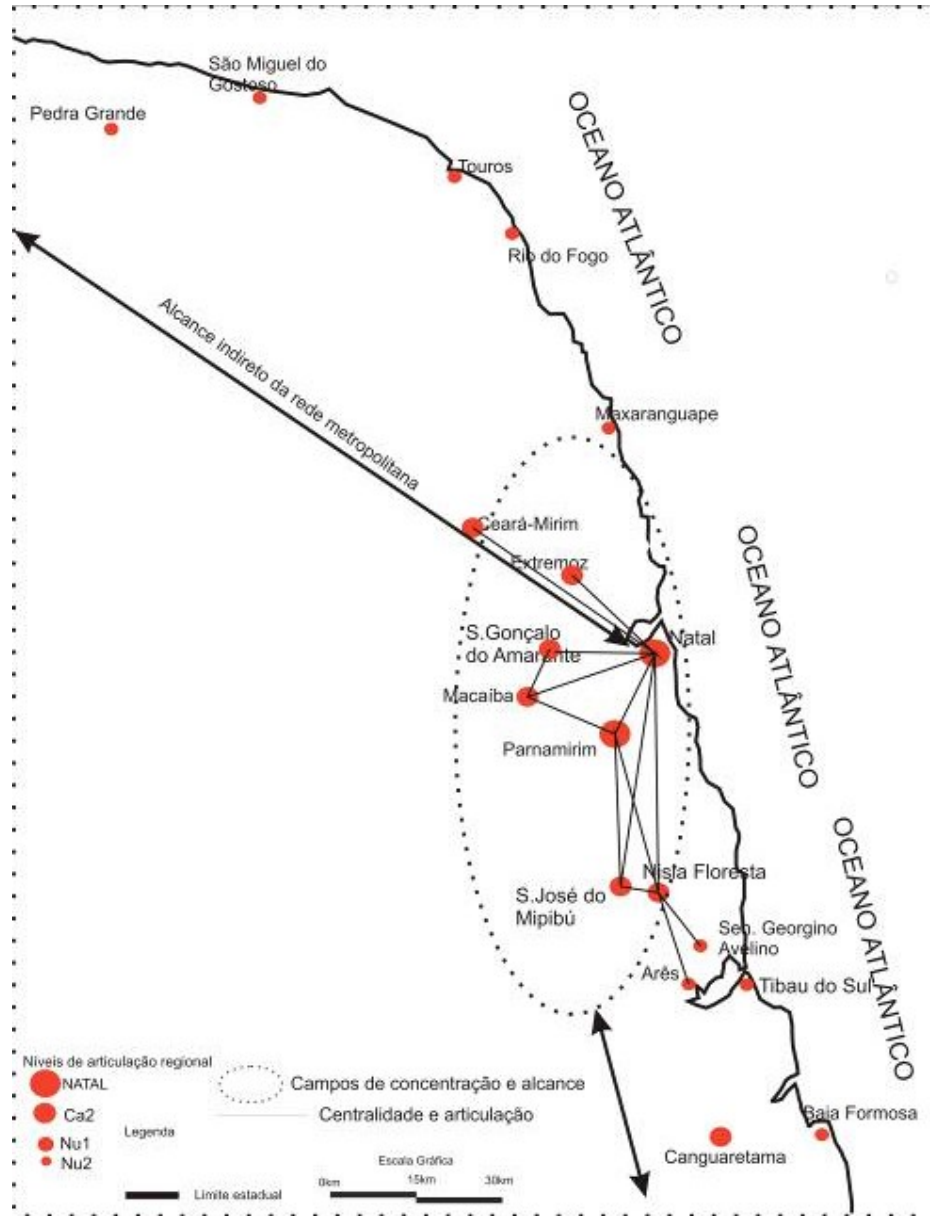 São Miguel do
Gostoso
Pedra Grande
Touros
Rio do Fogo
OCEANO ATLÂNTICO
Alcance indireto da rede metropolitana
Maxaranguape
Ceará-Mirim
Extremoz
OCEANO ATLÂNTICO
S.Gonçalo
do Amarante
Natal
Macaíba
Parnamirim
Nísia Floresta
S.José do
Mipibú
Sen. Georgino
Avelino
Arês
Tibau do Sul
OCEANO ATLÂNTICO
Baia Formosa
Canguaretama
Níveis de articulação regional
NATAL
Ca2
Nu1
Nu2
Legenda
Campos de concentração e alcance
Centralidade e articulação
Escala Gráfica
0km 15km 30km
Limite estadual